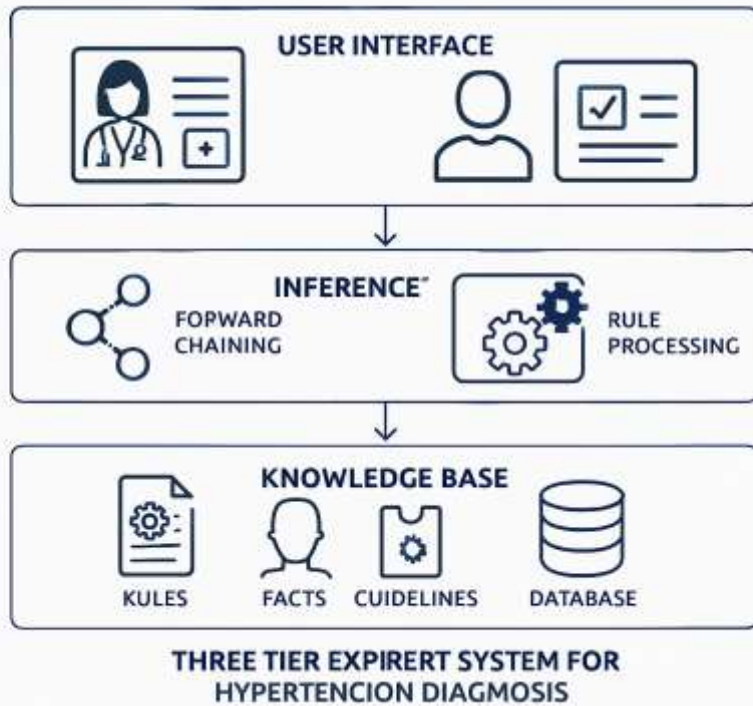 USER INTERFACE
INFERENCE
FOPWARD
CHAINING
RULE
PROCESSING
KNOWLEDGE BASE
KULES
FACTS
CUIDELINES
DATABASE
THREE TIER EXPIRERT SYSTEM FOR
HYPERTENCION DIAGNOSIS